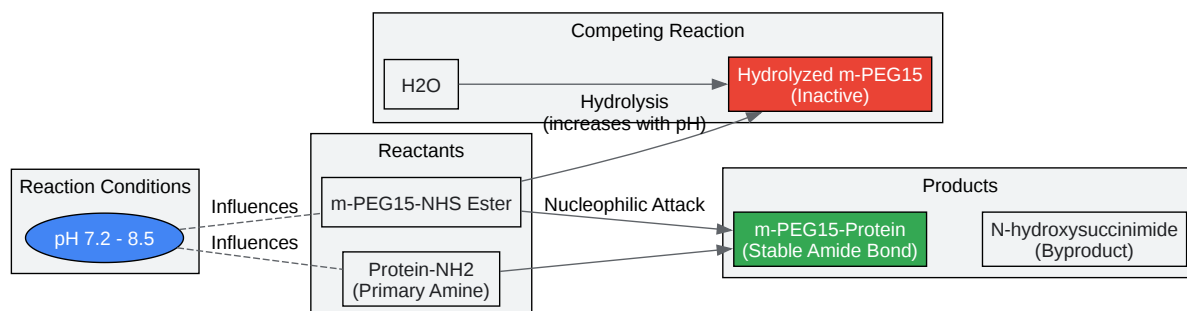 Competing Reaction
H2O
Hydrolyzed m-PEG15
(Inactive)
Hydrolysis
(increases with pH)
Reactants
m-PEG15-NHS Ester
Protein-NH2
(Primary Amine)
Reaction Conditions
pH 7.2 - 8.5
Influences
Influences
Nucleophilic Attack
Products
m-PEG15-Protein
(Stable Amide Bond)
N-hydroxysuccinimide
(Byproduct)